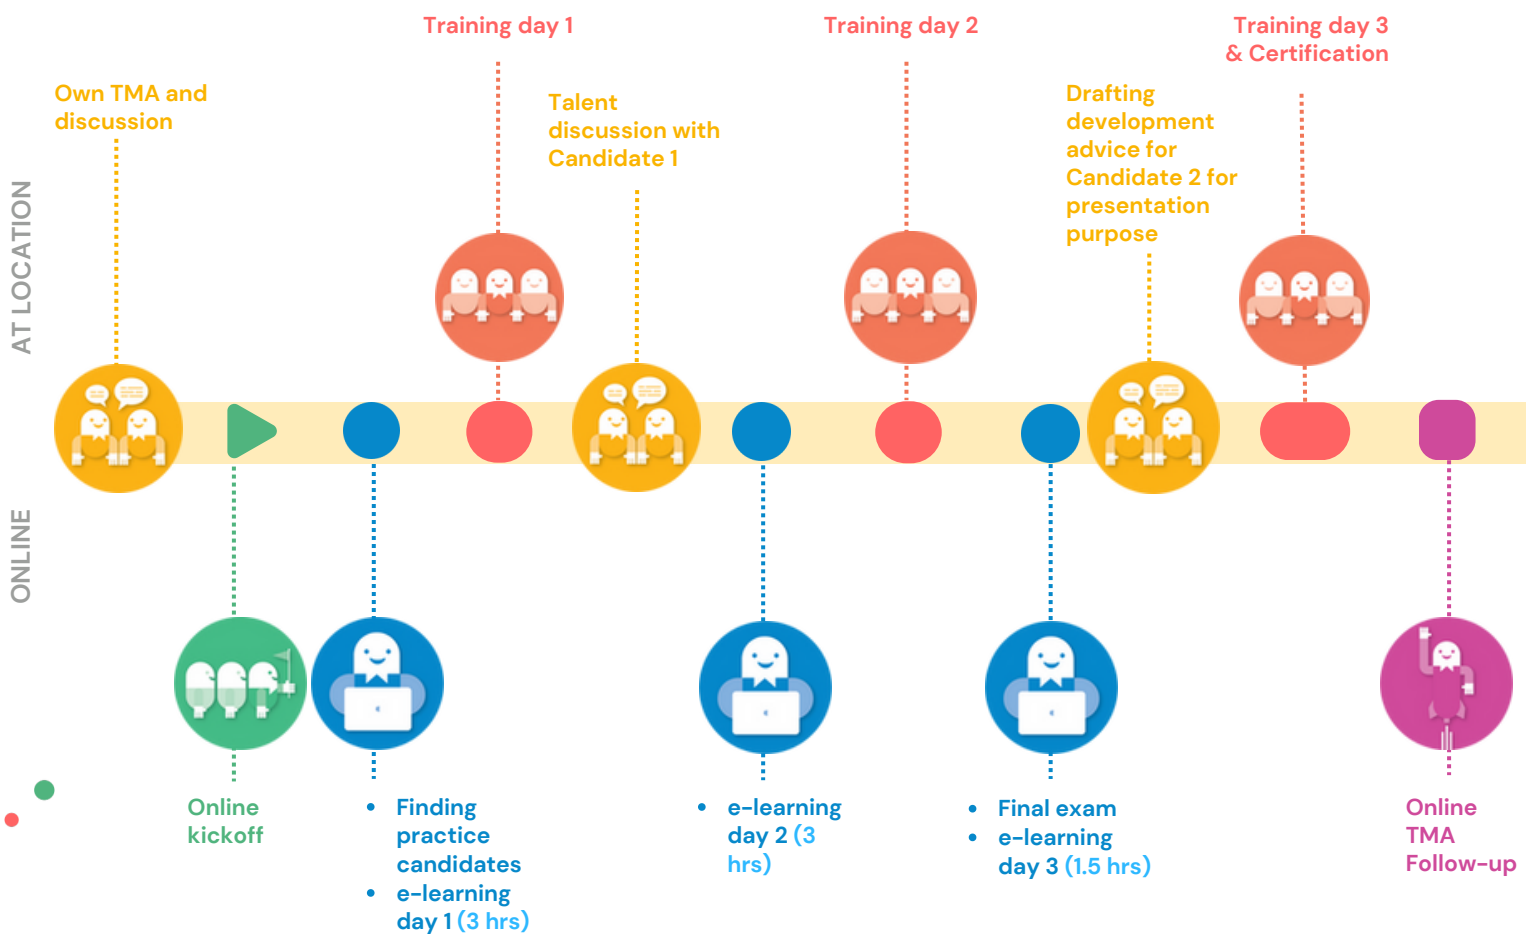 Training day 1
Training day 2
Training day 3
& Certification
Own TMA and
discussion
Talent
discussion with
Candidate 1
Drafting
development
advice for
Candidate 2 for
presentation
purpose
AT LOCATION
ONLINE
Online
kickoff
• Finding
practice
candidates
• e-learning
day 1 (3 hrs)
• e-learning
day 2 (3
hrs)
• Final exam
• e-learning
day 3 (1.5 hrs)
Online
TMA
Follow-up